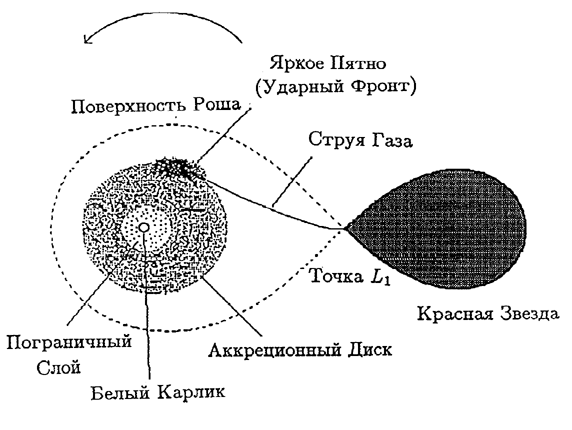 Яркое Пятно
(Ударный Фронт)
Поверхность Роша
Струя Газа
Точка L₁
Красная Звезда
Пограничный
Слой
Аккреционный Диск
Белый Карлик